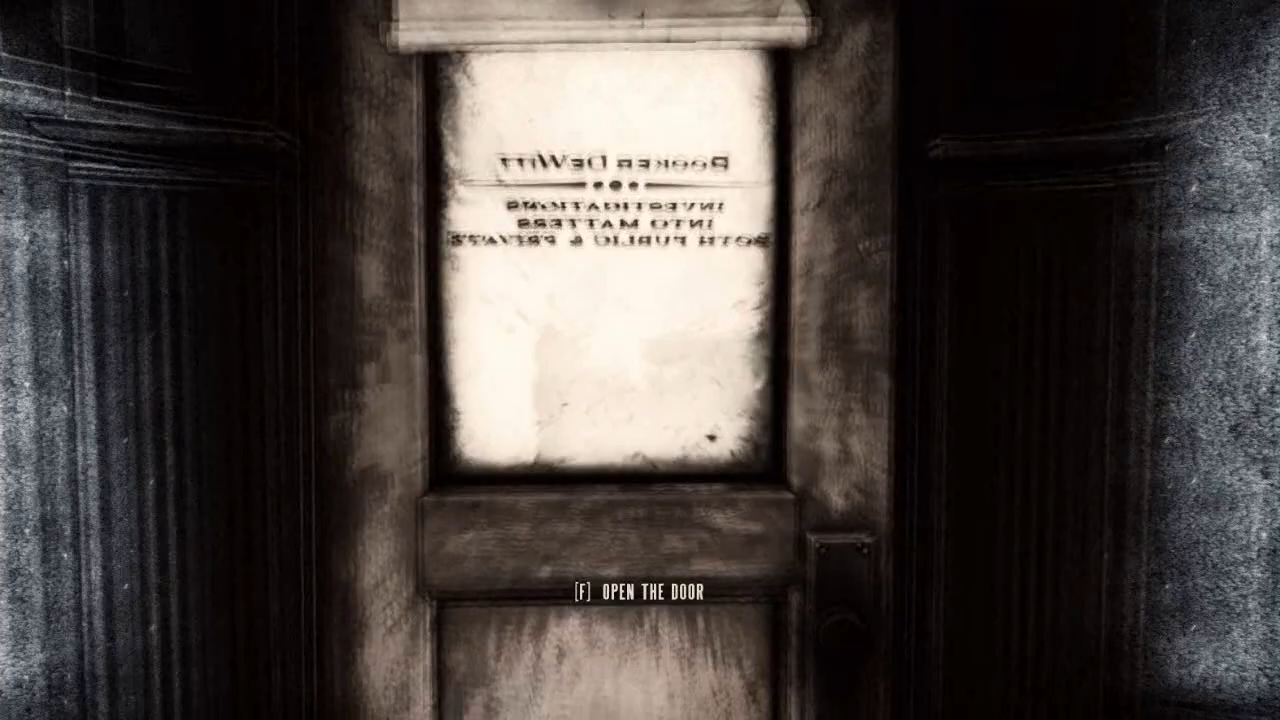 BOOKER DEWITT
INVESTIGATIONS
INTO MATTERS
BOTH PUBLIC & PRIVATE
[F] OPEN THE DOOR